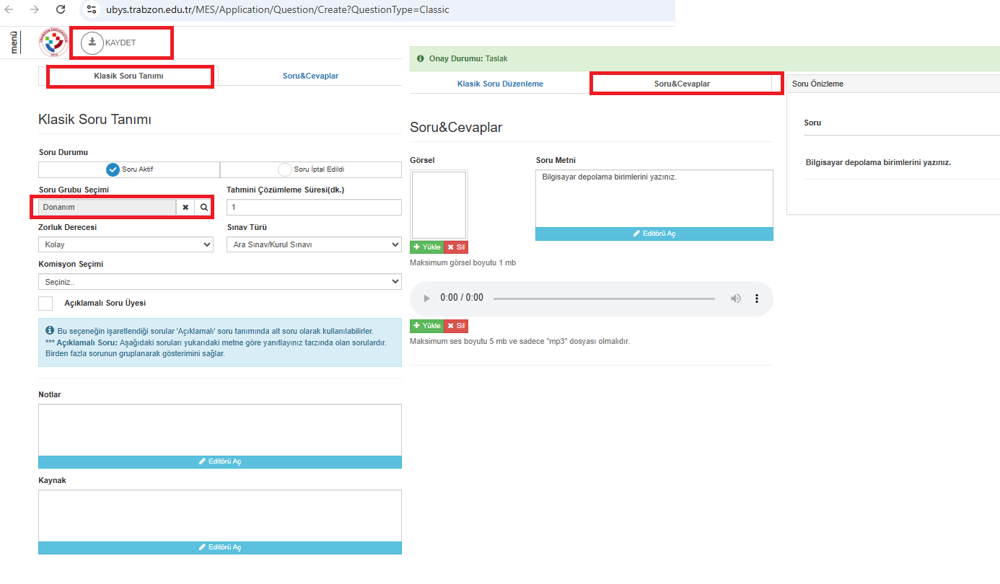 ubys.trabzon.edu.tr/MES/Application/Question/Create?QuestionType=Classic
menü
KAYDET
Klasik Soru Tanımı
Soru&Cevaplar
Klasik Soru Tanımı
Soru Durumu
Soru Aktif
Soru İptal Edildi
Soru Grubu Seçimi
Tahmini Çözümleme Süresi(dk.)
Donanım
1
Zorluk Derecesi
Sınav Türü
Kolay
Ara Sınav/Kurul Sınavı
Komisyon Seçimi
Seçiniz..
Açıklamalı Soru Üyesi
Bu seçeneğin işaretlendiği sorular 'Açıklamalı' soru tanımında alt soru olarak kullanılabilirler.
*** Açıklamalı Soru: Aşağıdaki soruları yukarıdaki metne göre yanıtlayınız tarzında olan sorulardır.
Birden fazla sorunun gruplanarak gösterimini sağlar.
Notlar
Editörü Aç
Kaynak
Editörü Aç
Onay Durumu: Taslak
Klasik Soru Düzenleme
Soru&Cevaplar
Soru&Cevaplar
Görsel
Soru Metni
Bilgisayar depolama birimlerini yazınız.
Editörü Aç
Yükle
Sil
Maksimum görsel boyutu 1 mb
0:00 / 0:00
Yükle
Sil
Maksimum ses boyutu 5 mb ve sadece "mp3" dosyası olmalıdır.
Soru Önizleme
Soru
Bilgisayar depolama birimlerini yazınız.